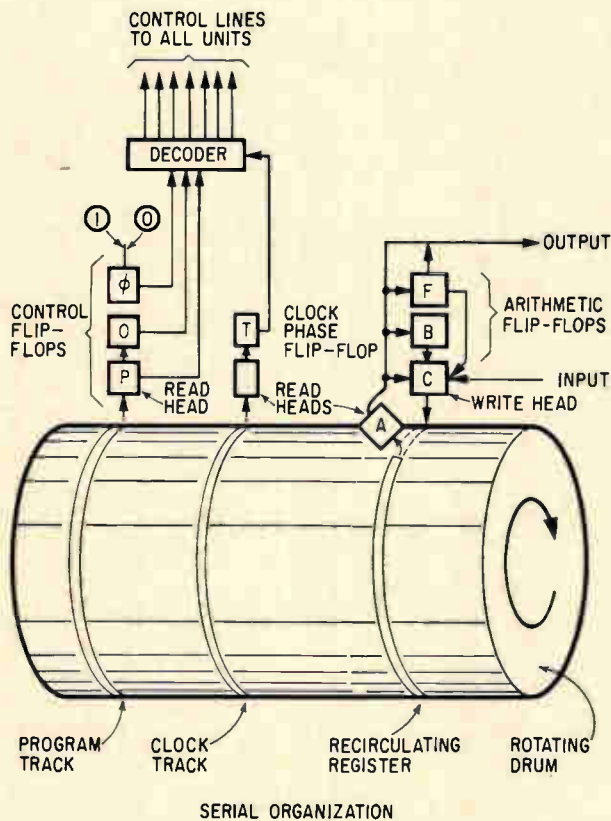 CONTROL LINES
TO ALL UNITS
DECODER
1 0
ϕ
CONTROL
FLIP-
FLOPS
O
P
READ
HEAD
T
CLOCK
PHASE
FLIP-FLOP
READ
HEADS
OUTPUT
F
B
C
ARITHMETIC
FLIP-FLOPS
INPUT
WRITE HEAD
A
PROGRAM
TRACK
CLOCK
TRACK
RECIRCULATING
REGISTER
ROTATING
DRUM
SERIAL ORGANIZATION